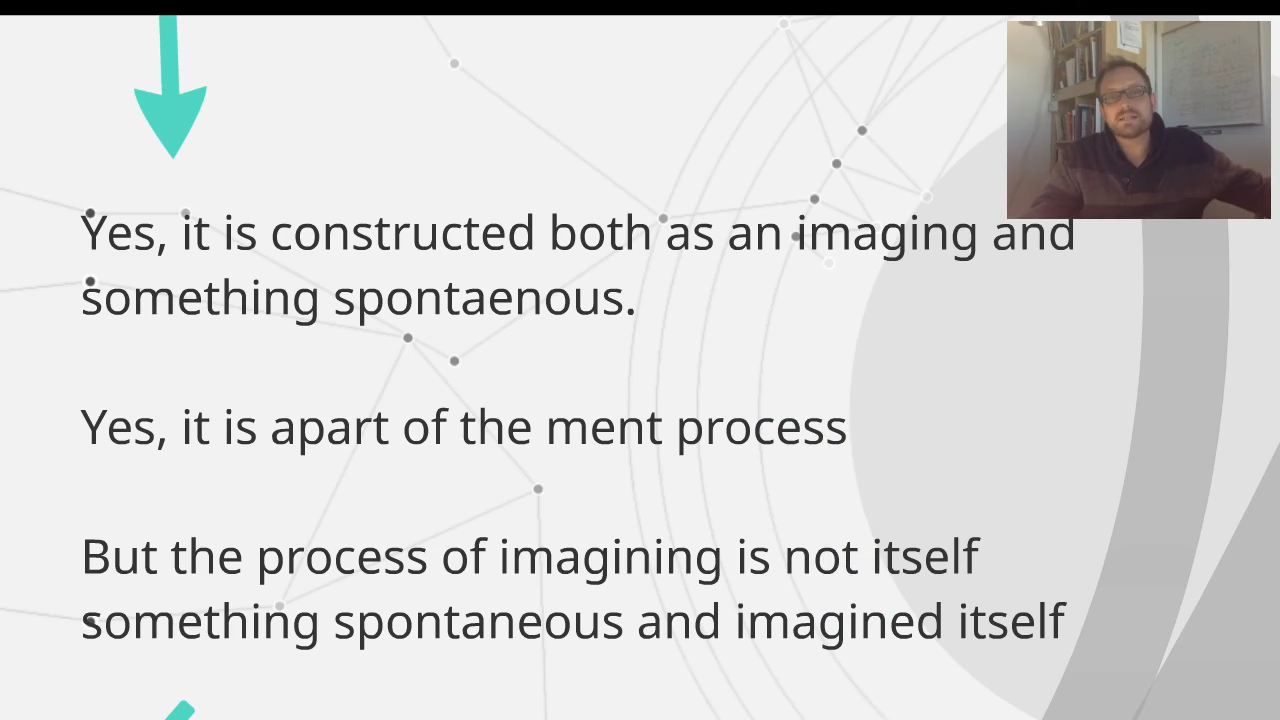 Yes, it is constructed both as an imaging and
something spontaenous.
Yes, it is apart of the ment process
But the process of imagining is not itself
something spontaneous and imagined itself